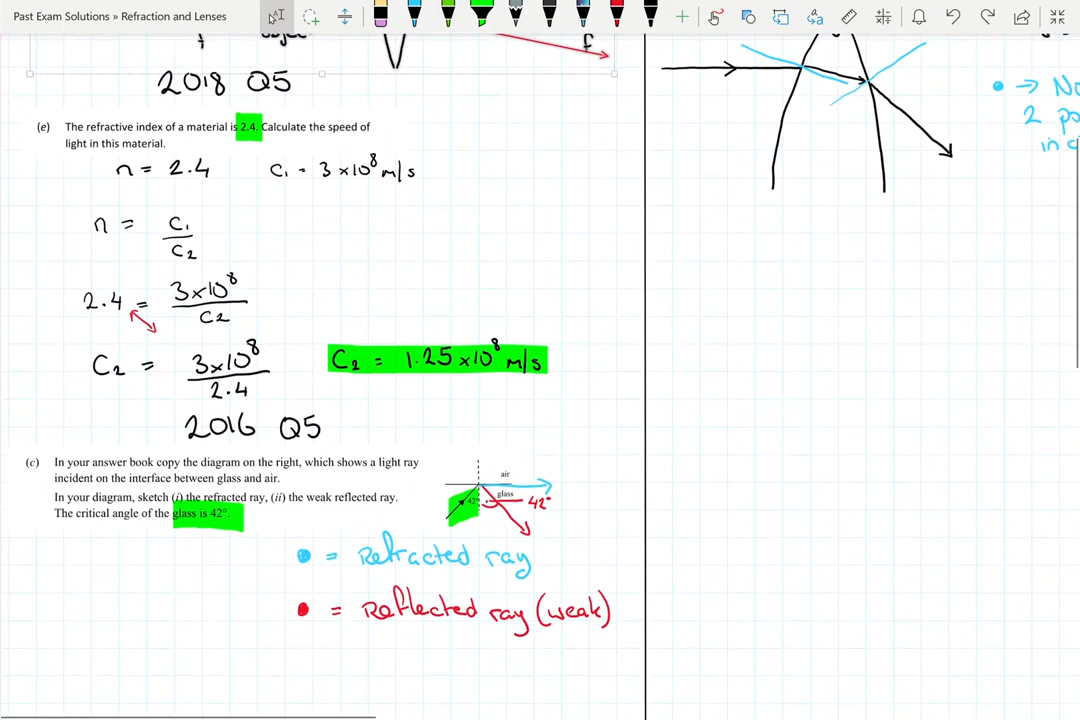 Past Exam Solutions » Refraction and Lenses
f
2018 Q5
(e) The refractive index of a material is 2.4. Calculate the speed of
light in this material.
n = 2.4 C₁ = 3×10⁸ m/s
n = C₁
C₂
2.4 = 3×10⁸
C₂
C₂ = 3×10⁸
2.4
C₂ = 1.25×10⁸ m/s
2016 Q5
(c) In your answer book copy the diagram on the right, which shows a light ray
incident on the interface between glass and air.
In your diagram, sketch (i) the refracted ray, (ii) the weak reflected ray.
The critical angle of the glass is 42°.
air
glass
42°
42°
= Refracted ray
= Reflected ray (weak)
→ No
2 po
in c